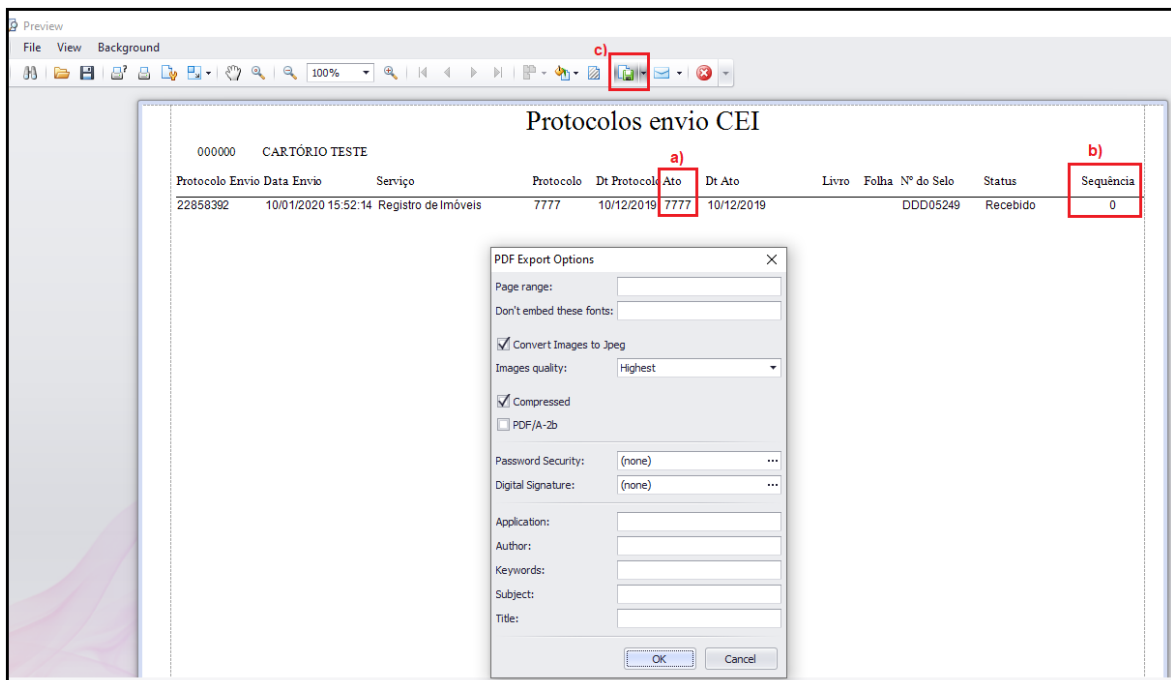 Preview
File View Background
c)
100%
Protocolos envio CEI
000000 CARTÓRIO TESTE
a)
b)
Protocolo Envio Data Envio Serviço Protocolo Dt Protocolo Ato Dt Ato Livro Folha Nº do Selo Status Sequência
22858392 10/01/2020 15:52:14 Registro de Imóveis 7777 10/12/2019 7777 10/12/2019 DDD05249 Recebido 0
PDF Export Options
Page range:
Don't embed these fonts:
Convert Images to Jpeg
Images quality: Highest
Compressed
PDF/A-2b
Password Security: (none) ...
Digital Signature: (none) ...
Application:
Author:
Keywords:
Subject:
Title:
OK Cancel